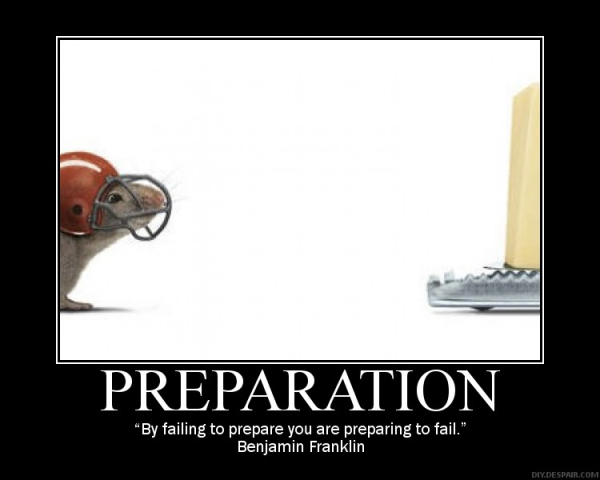 PREPARATION
“By failing to prepare you are preparing to fail.”
Benjamin Franklin
DIY.DESPAIR.COM